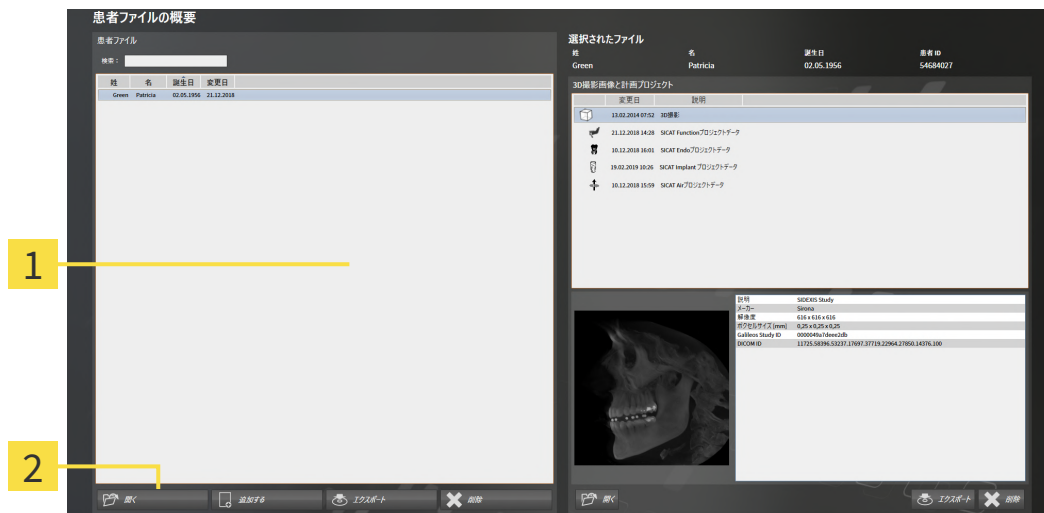 患者ファイルの概要
患者ファイル
検索：
姓 名 誕生日 変更日
Green Patricia 02.05.1956 21.12.2018
1
2
開く 追加する エクスポート 削除
選択されたファイル
姓 名 誕生日 患者 ID
Green Patricia 02.05.1956 54684027
3D撮影画像と計画プロジェクト
変更日 説明
13.02.2014 07:52 3D撮影
21.12.2018 14:28 SICAT Functionプロジェクトデータ
10.12.2018 16:01 SICAT Endoプロジェクトデータ
19.02.2019 10:26 SICAT Implant プロジェクトデータ
10.12.2018 15:59 SICAT Airプロジェクトデータ
説明 SIDEXIS Study
メーカー Sirona
解像度 616 x 616 x 616
ボクセルサイズ [mm] 0,25 x 0,25 x 0,25
Galileos Study ID 0000049a7deee2db
DICOM ID 11725.58396.53237.17697.37719.22964.27850.14376.100
開く エクスポート 削除